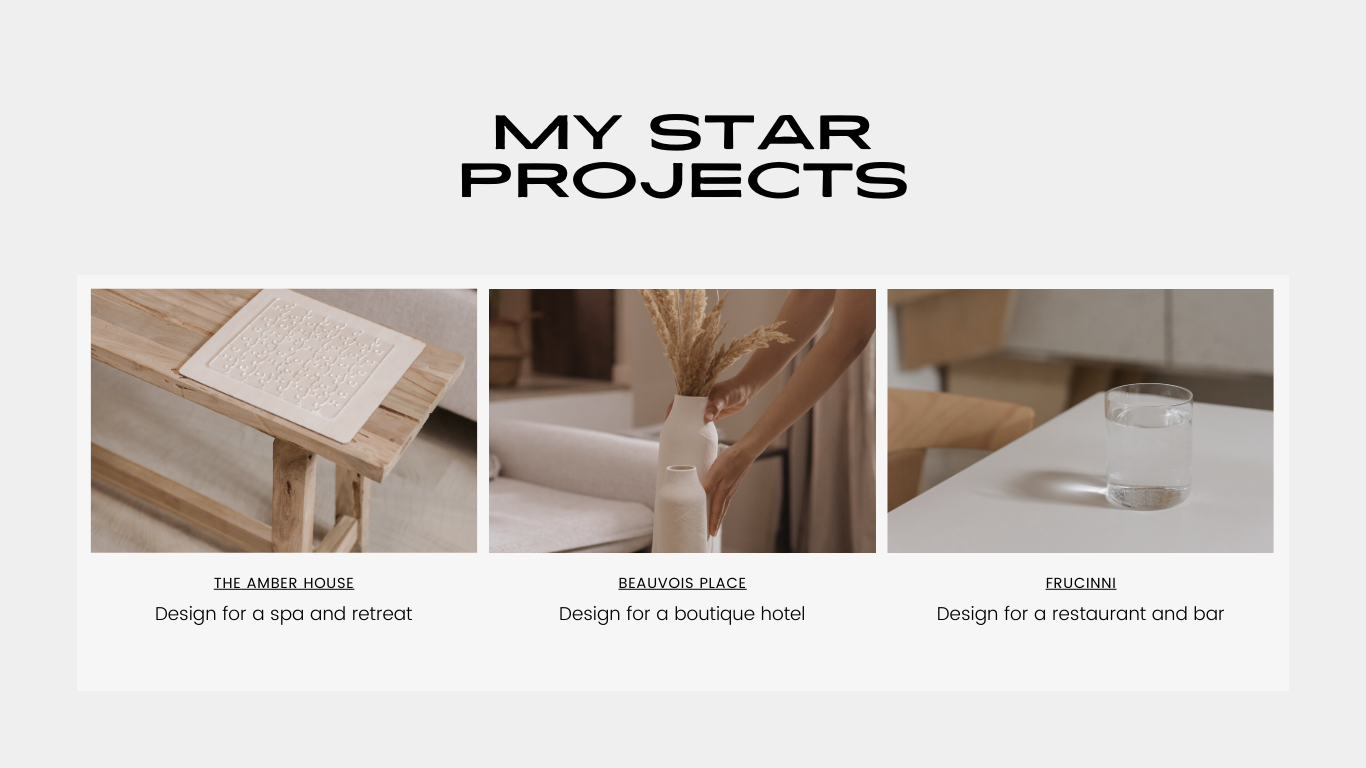 MY STAR
PROJECTS
THE AMBER HOUSE
Design for a spa and retreat
BEAUVOIS PLACE
Design for a boutique hotel
FRUCINNI
Design for a restaurant and bar